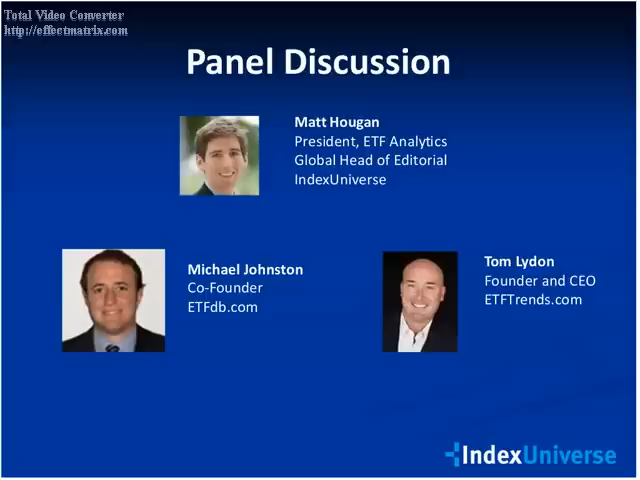 Total Video Converter
http://effectmatrix.com
Panel Discussion
Matt Hougan
President, ETF Analytics
Global Head of Editorial
IndexUniverse
Michael Johnston
Co-Founder
ETFdb.com
Tom Lydon
Founder and CEO
ETFTrends.com
IndexUniverse